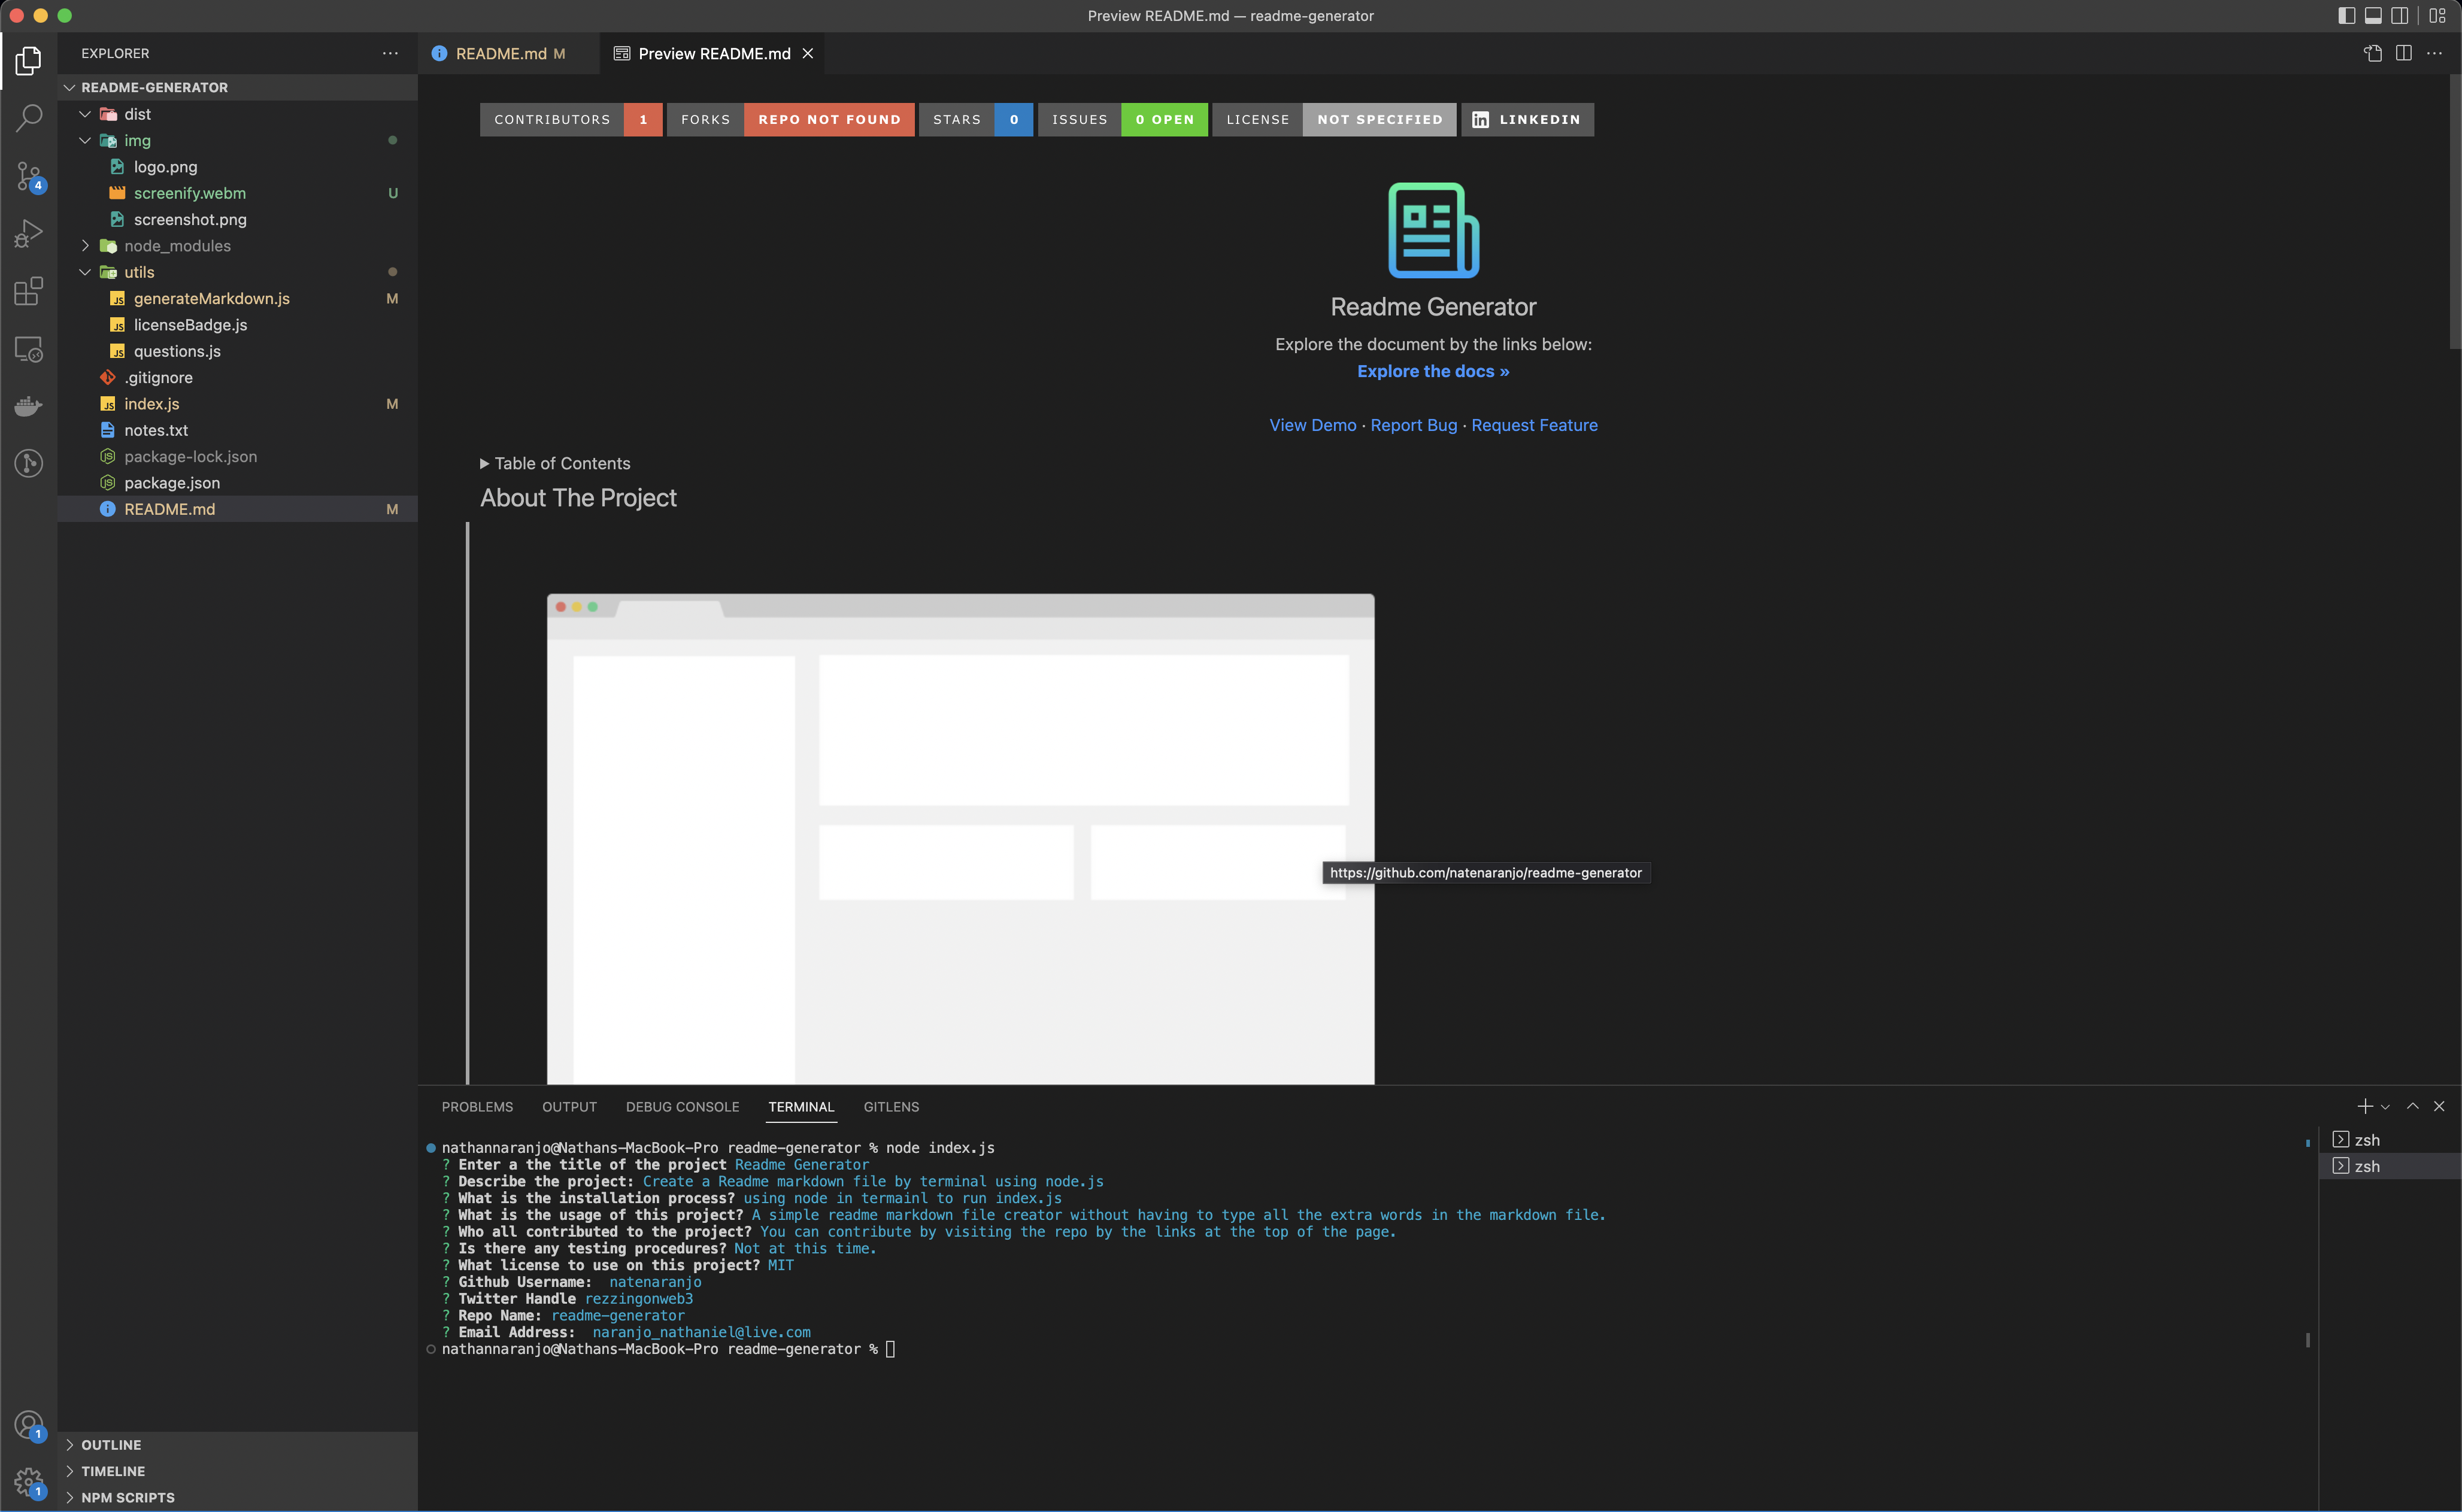 Preview README.md — readme-generator
EXPLORER
README-GENERATOR
dist
img
logo.png
screenify.webm U
screenshot.png
node_modules
utils
generateMarkdown.js M
licenseBadge.js
questions.js
.gitignore
index.js M
notes.txt
package-lock.json
package.json
README.md M
OUTLINE
TIMELINE
NPM SCRIPTS
4
1
1
README.md M
Preview README.md
CONTRIBUTORS 1 FORKS REPO NOT FOUND STARS 0 ISSUES 0 OPEN LICENSE NOT SPECIFIED in LINKEDIN
Readme Generator
Explore the document by the links below:
Explore the docs »
View Demo · Report Bug · Request Feature
Table of Contents
About The Project
https://github.com/natenaranjo/readme-generator
PROBLEMS OUTPUT DEBUG CONSOLE TERMINAL GITLENS
nathannaranjo@Nathans-MacBook-Pro readme-generator % node index.js
? Enter a the title of the project Readme Generator
? Describe the project: Create a Readme markdown file by terminal using node.js
? What is the installation process? using node in termainl to run index.js
? What is the usage of this project? A simple readme markdown file creator without having to type all the extra words in the markdown file.
? Who all contributed to the project? You can contribute by visiting the repo by the links at the top of the page.
? Is there any testing procedures? Not at this time.
? What license to use on this project? MIT
? Github Username:  natenaranjo
? Twitter Handle rezzingonweb3
? Repo Name: readme-generator
? Email Address:  naranjo_nathaniel@live.com
nathannaranjo@Nathans-MacBook-Pro readme-generator %
zsh
zsh